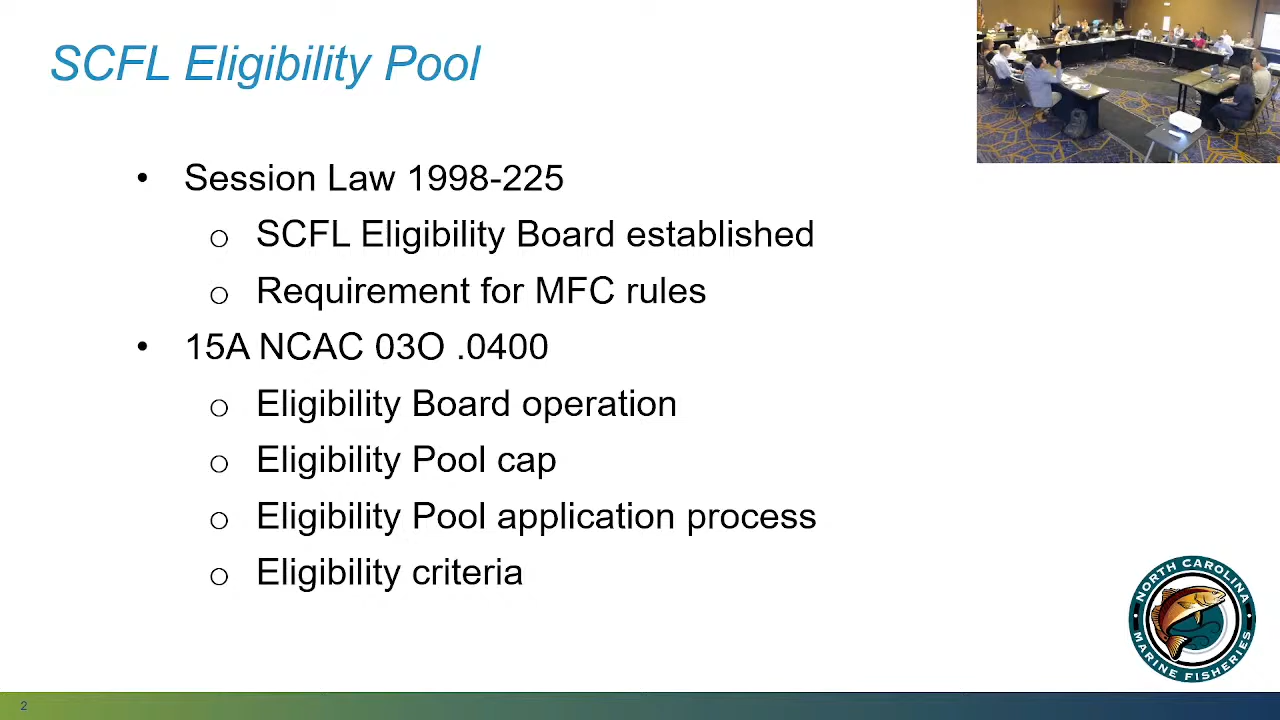 SCFL Eligibility Pool
• Session Law 1998-225
o SCFL Eligibility Board established
o Requirement for MFC rules
• 15A NCAC 03O .0400
o Eligibility Board operation
o Eligibility Pool cap
o Eligibility Pool application process
o Eligibility criteria
NORTH CAROLINA
MARINE FISHERIES
2